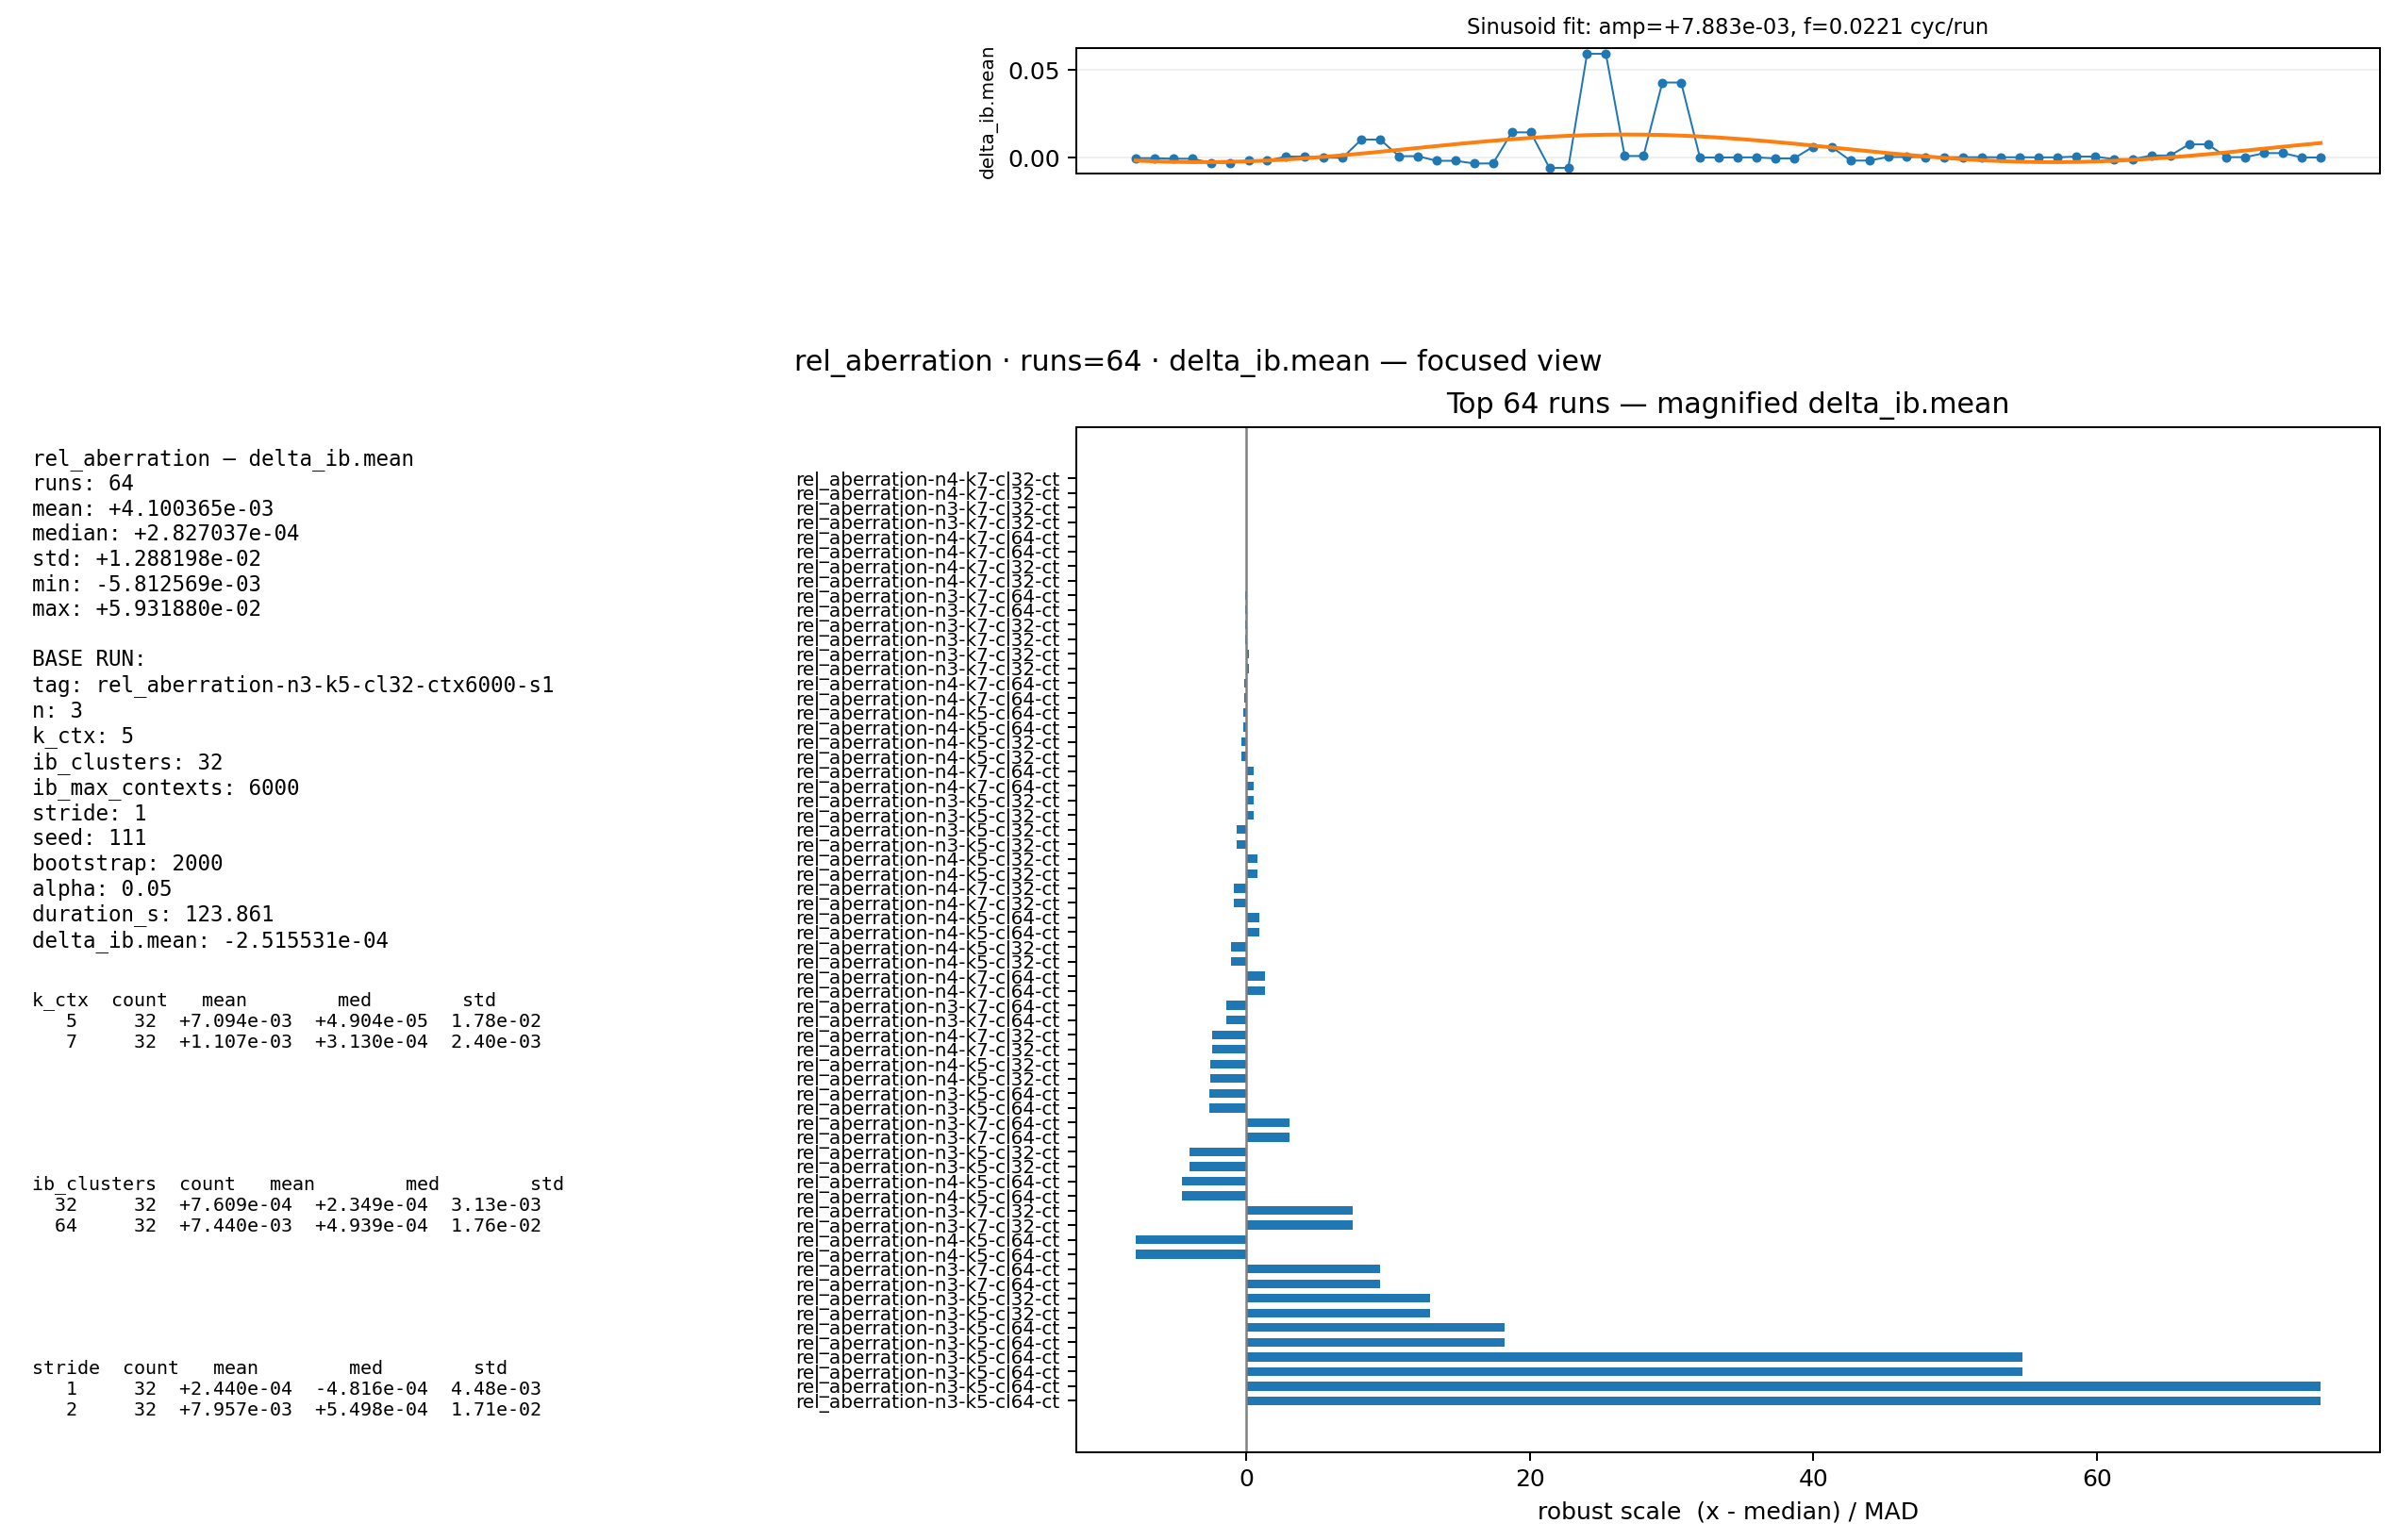 Sinusoid fit: amp=+7.883e-03, f=0.0221 cyc/run
delta_ib.mean
0.05
0.00
rel_aberration · runs=64 · delta_ib.mean — focused view
rel_aberration — delta_ib.mean
runs: 64
mean: +4.100365e-03
median: +2.827037e-04
std: +1.288198e-02
min: -5.812569e-03
max: +5.931880e-02
BASE RUN:
tag: rel_aberration-n3-k5-cl32-ctx6000-s1
n: 3
k_ctx: 5
ib_clusters: 32
ib_max_contexts: 6000
stride: 1
seed: 111
bootstrap: 2000
alpha: 0.05
duration_s: 123.861
delta_ib.mean: -2.515531e-04
k_ctx count mean med std
5 32 +7.094e-03 +4.904e-05 1.78e-02
7 32 +1.107e-03 +3.130e-04 2.40e-03
ib_clusters count mean med std
32 32 +7.609e-04 +2.349e-04 3.13e-03
64 32 +7.440e-03 +4.939e-04 1.76e-02
stride count mean med std
1 32 +2.440e-04 -4.816e-04 4.48e-03
2 32 +7.957e-03 +5.498e-04 1.71e-02
Top 64 runs — magnified delta_ib.mean
rel_aberration-n4-k7-cl32-ct
rel_aberration-n4-k7-cl32-ct
rel_aberration-n3-k7-cl32-ct
rel_aberration-n3-k7-cl32-ct
rel_aberration-n4-k7-cl64-ct
rel_aberration-n4-k7-cl64-ct
rel_aberration-n4-k7-cl32-ct
rel_aberration-n4-k7-cl32-ct
rel_aberration-n3-k7-cl64-ct
rel_aberration-n3-k7-cl64-ct
rel_aberration-n3-k7-cl32-ct
rel_aberration-n3-k7-cl32-ct
rel_aberration-n3-k7-cl32-ct
rel_aberration-n3-k7-cl32-ct
rel_aberration-n4-k7-cl64-ct
rel_aberration-n4-k7-cl64-ct
rel_aberration-n4-k5-cl64-ct
rel_aberration-n4-k5-cl64-ct
rel_aberration-n4-k5-cl32-ct
rel_aberration-n4-k5-cl32-ct
rel_aberration-n4-k7-cl64-ct
rel_aberration-n4-k7-cl64-ct
rel_aberration-n3-k5-cl32-ct
rel_aberration-n3-k5-cl32-ct
rel_aberration-n3-k5-cl32-ct
rel_aberration-n3-k5-cl32-ct
rel_aberration-n4-k5-cl32-ct
rel_aberration-n4-k5-cl32-ct
rel_aberration-n4-k7-cl32-ct
rel_aberration-n4-k7-cl32-ct
rel_aberration-n4-k5-cl64-ct
rel_aberration-n4-k5-cl64-ct
rel_aberration-n4-k5-cl32-ct
rel_aberration-n4-k5-cl32-ct
rel_aberration-n4-k7-cl64-ct
rel_aberration-n4-k7-cl64-ct
rel_aberration-n3-k7-cl64-ct
rel_aberration-n3-k7-cl64-ct
rel_aberration-n4-k7-cl32-ct
rel_aberration-n4-k7-cl32-ct
rel_aberration-n4-k5-cl32-ct
rel_aberration-n4-k5-cl32-ct
rel_aberration-n3-k5-cl64-ct
rel_aberration-n3-k5-cl64-ct
rel_aberration-n3-k7-cl64-ct
rel_aberration-n3-k7-cl64-ct
rel_aberration-n3-k5-cl32-ct
rel_aberration-n3-k5-cl32-ct
rel_aberration-n4-k5-cl64-ct
rel_aberration-n4-k5-cl64-ct
rel_aberration-n3-k7-cl32-ct
rel_aberration-n3-k7-cl32-ct
rel_aberration-n4-k5-cl64-ct
rel_aberration-n4-k5-cl64-ct
rel_aberration-n3-k7-cl64-ct
rel_aberration-n3-k7-cl64-ct
rel_aberration-n3-k5-cl32-ct
rel_aberration-n3-k5-cl32-ct
rel_aberration-n3-k5-cl64-ct
rel_aberration-n3-k5-cl64-ct
rel_aberration-n3-k5-cl64-ct
rel_aberration-n3-k5-cl64-ct
rel_aberration-n3-k5-cl64-ct
rel_aberration-n3-k5-cl64-ct
0 20 40 60
robust scale (x - median) / MAD